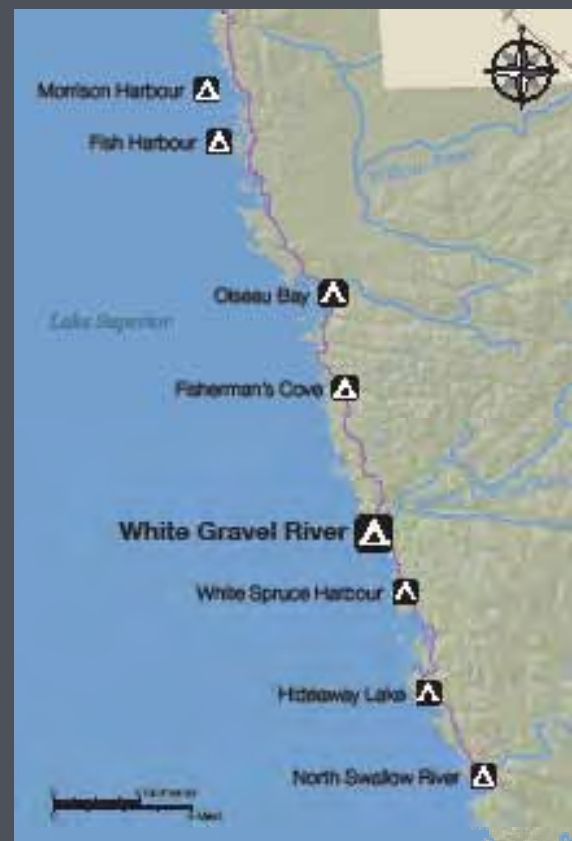 Morrison Harbour
Fish Harbour
Oiseau Bay
Lake Superior
Fisherman's Cove
White Gravel River
White Spruce Harbour
Hideaway Lake
North Swallow River